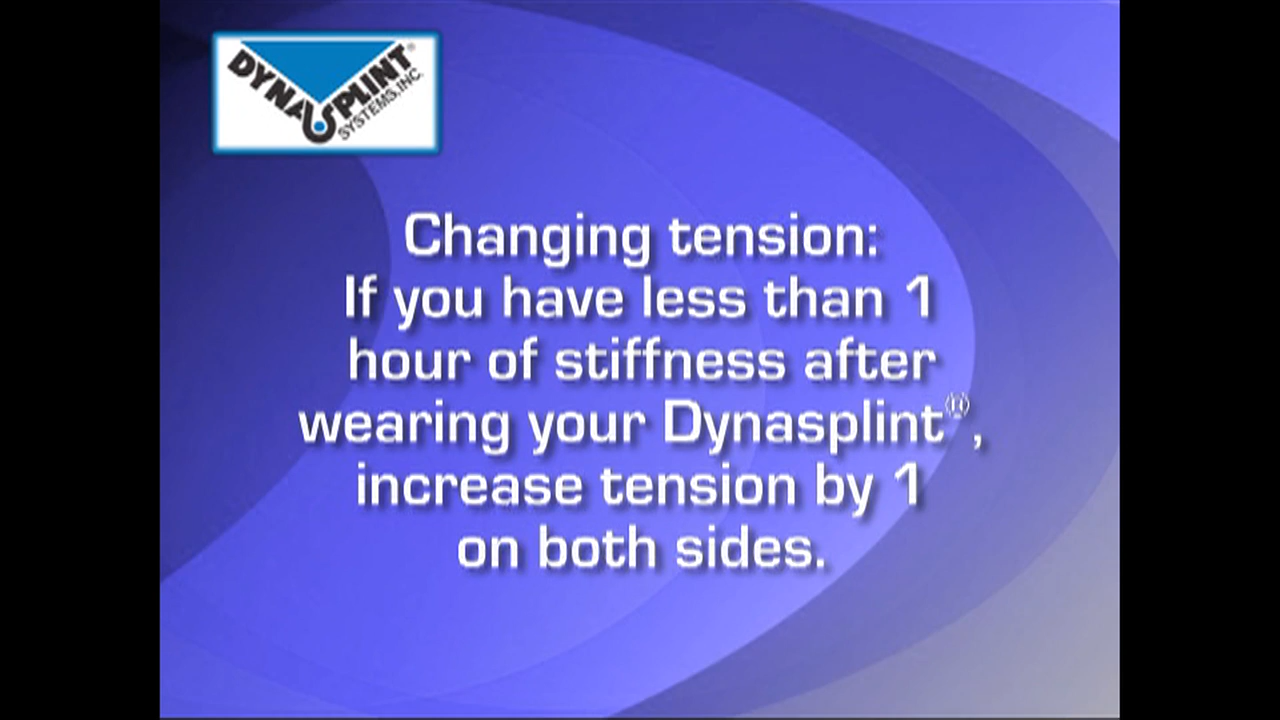 DYNASPLINT®
SYSTEMS, INC.
Changing tension:
If you have less than 1
hour of stiffness after
wearing your Dynasplint®,
increase tension by 1
on both sides.